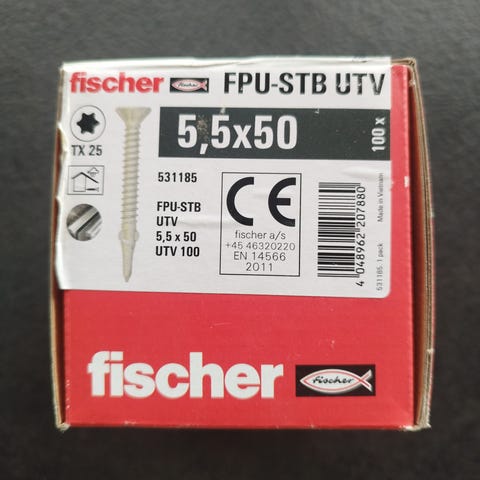 fischer fischer FPU-STB UTV
5,5x50
100 x
TX 25
531185
FPU-STB
UTV
5,5 x 50
UTV 100
CE
fischer a/s
+45 46320220
EN 14566
2011
4 048962 207880
Made in Vietnam
531185 1 pack
fischer fischer